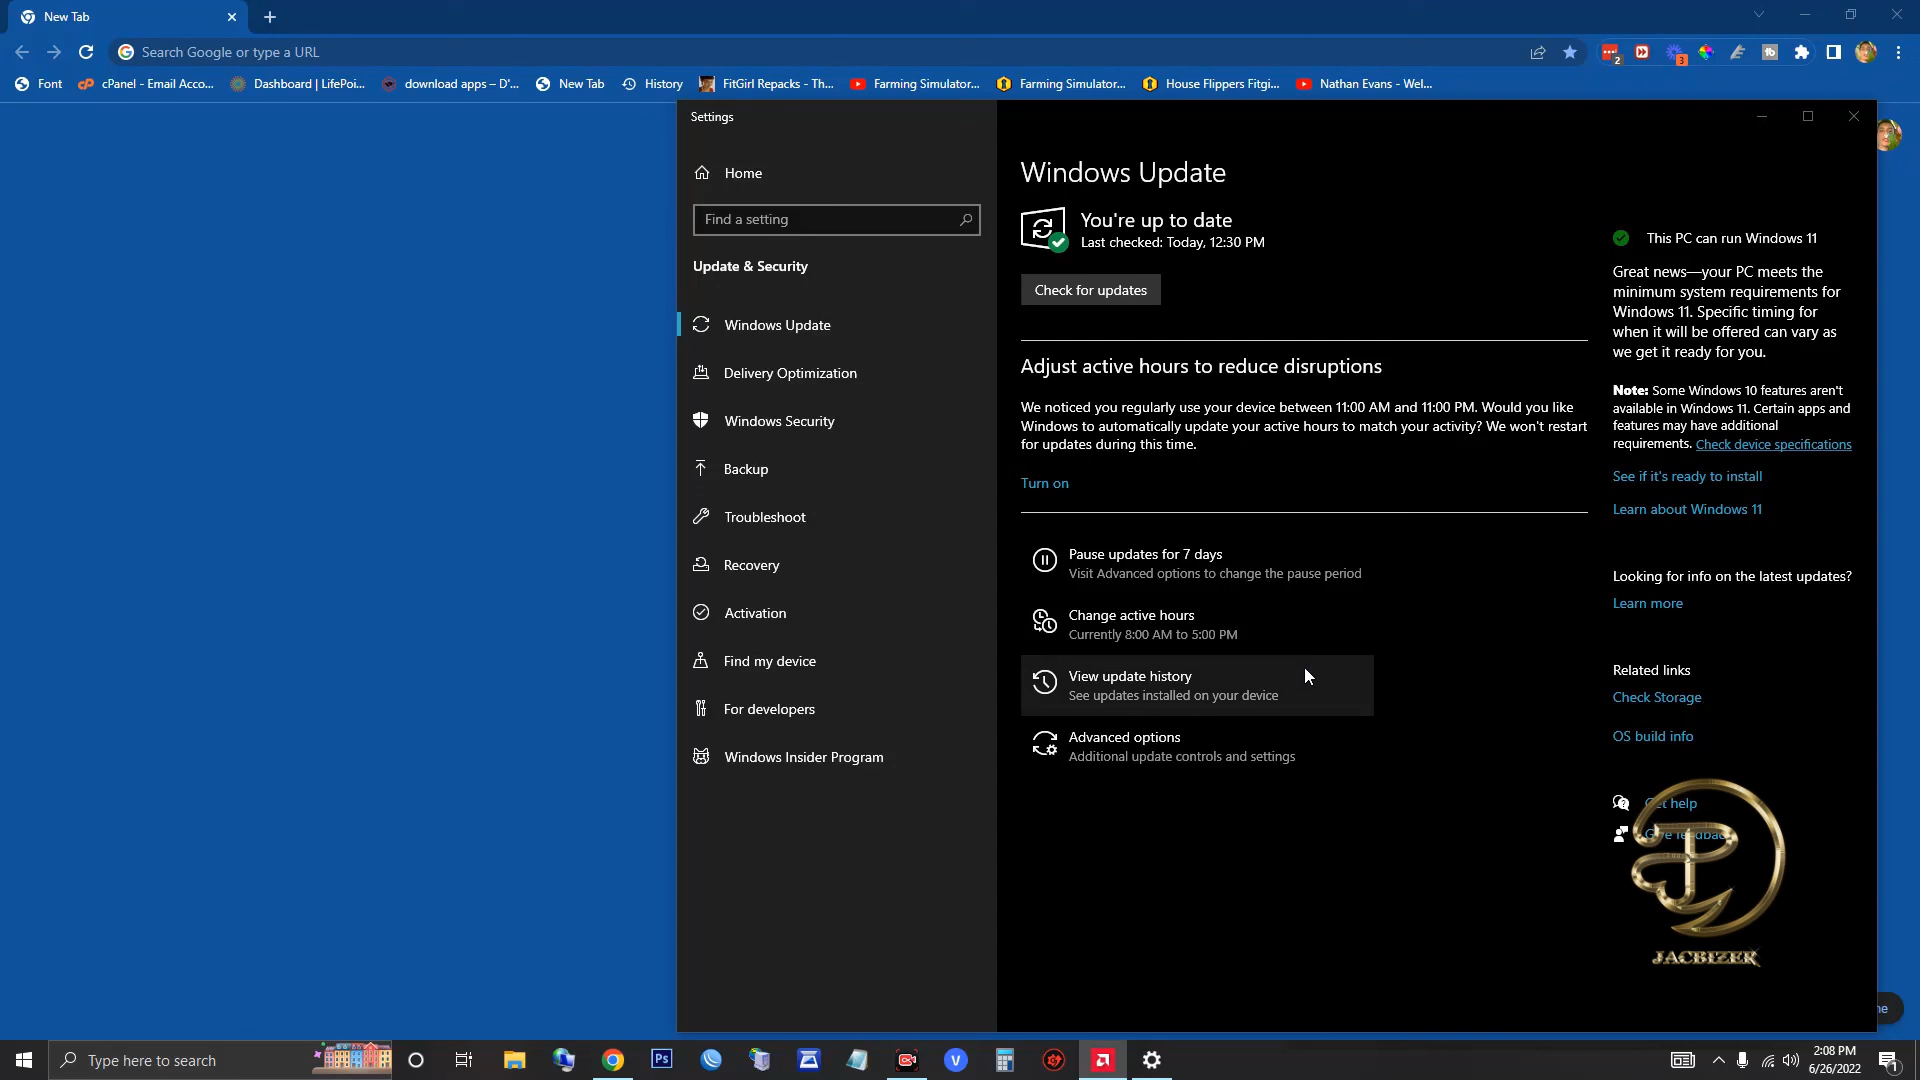 New Tab
Search Google or type a URL
2
3
Font
cPanel - Email Acco...
Dashboard | LifePoi...
download apps – D'...
New Tab
History
FitGirl Repacks - Th...
Farming Simulator...
Farming Simulator...
House Flippers Fitgi...
Nathan Evans - Wel...
Settings
Home
Find a setting
Update & Security
Windows Update
Delivery Optimization
Windows Security
Backup
Troubleshoot
Recovery
Activation
Find my device
For developers
Windows Insider Program
Windows Update
You're up to date
Last checked: Today, 12:30 PM
Check for updates
Adjust active hours to reduce disruptions
We noticed you regularly use your device between 11:00 AM and 11:00 PM. Would you like
Windows to automatically update your active hours to match your activity? We won't restart
for updates during this time.
Turn on
Pause updates for 7 days
Visit Advanced options to change the pause period
Change active hours
Currently 8:00 AM to 5:00 PM
View update history
See updates installed on your device
Advanced options
Additional update controls and settings
This PC can run Windows 11
Great news—your PC meets the
minimum system requirements for
Windows 11. Specific timing for
when it will be offered can vary as
we get it ready for you.
Note: Some Windows 10 features aren't
available in Windows 11. Certain apps and
features may have additional
requirements. Check device specifications
See if it's ready to install
Learn about Windows 11
Looking for info on the latest updates?
Learn more
Related links
Check Storage
OS build info
Get help
Give feedback
JACBIZER
Type here to search
Ps
V
2:08 PM
6/26/2022
1